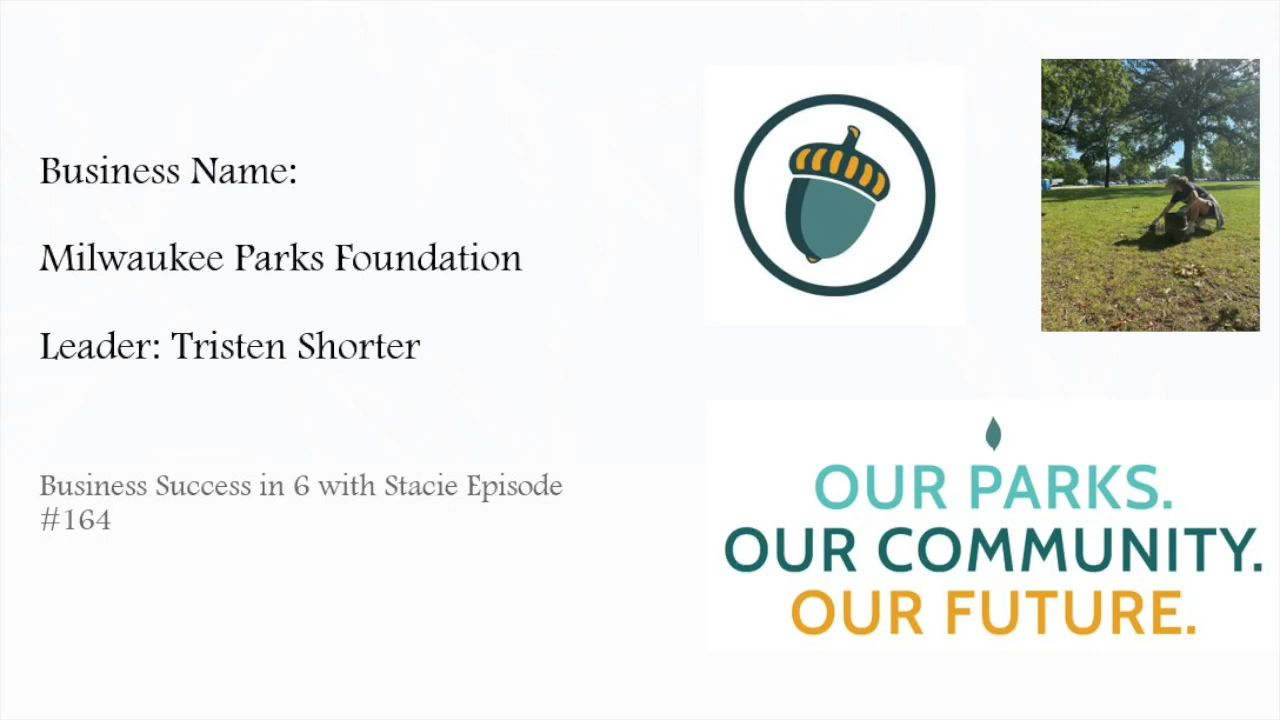 Business Name:
Milwaukee Parks Foundation
Leader: Tristen Shorter
Business Success in 6 with Stacie Episode
#164
OUR PARKS.
OUR COMMUNITY.
OUR FUTURE.